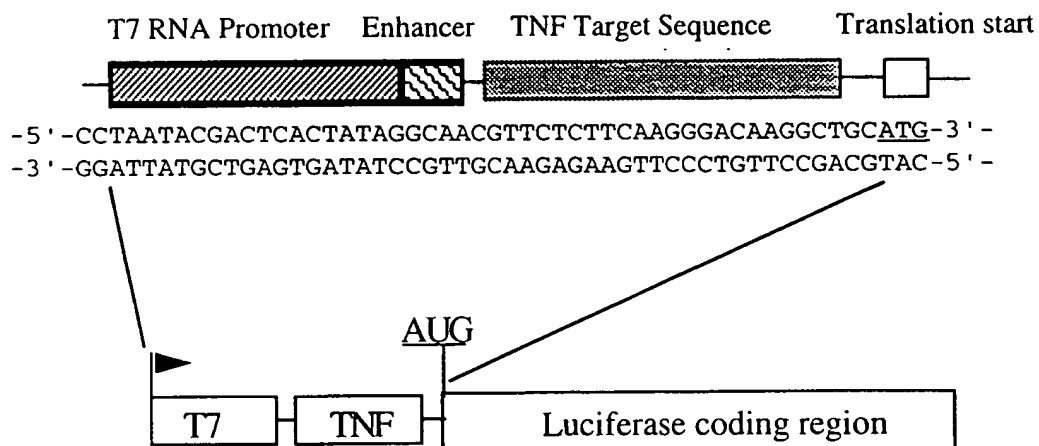 T7 RNA Promoter Enhancer TNF Target Sequence Translation start
-5'-CCTAATACGACTCACTATAGGCAACGTTCTCTTCAAGGGACAAGGCTGCATG-3'-
-3'-GGATTATGCTGAGTGATATCCGTTGCAAGAGAAGTTCCCTGTTCCGACGTAC-5'-
AUG
T7 TNF Luciferase coding region